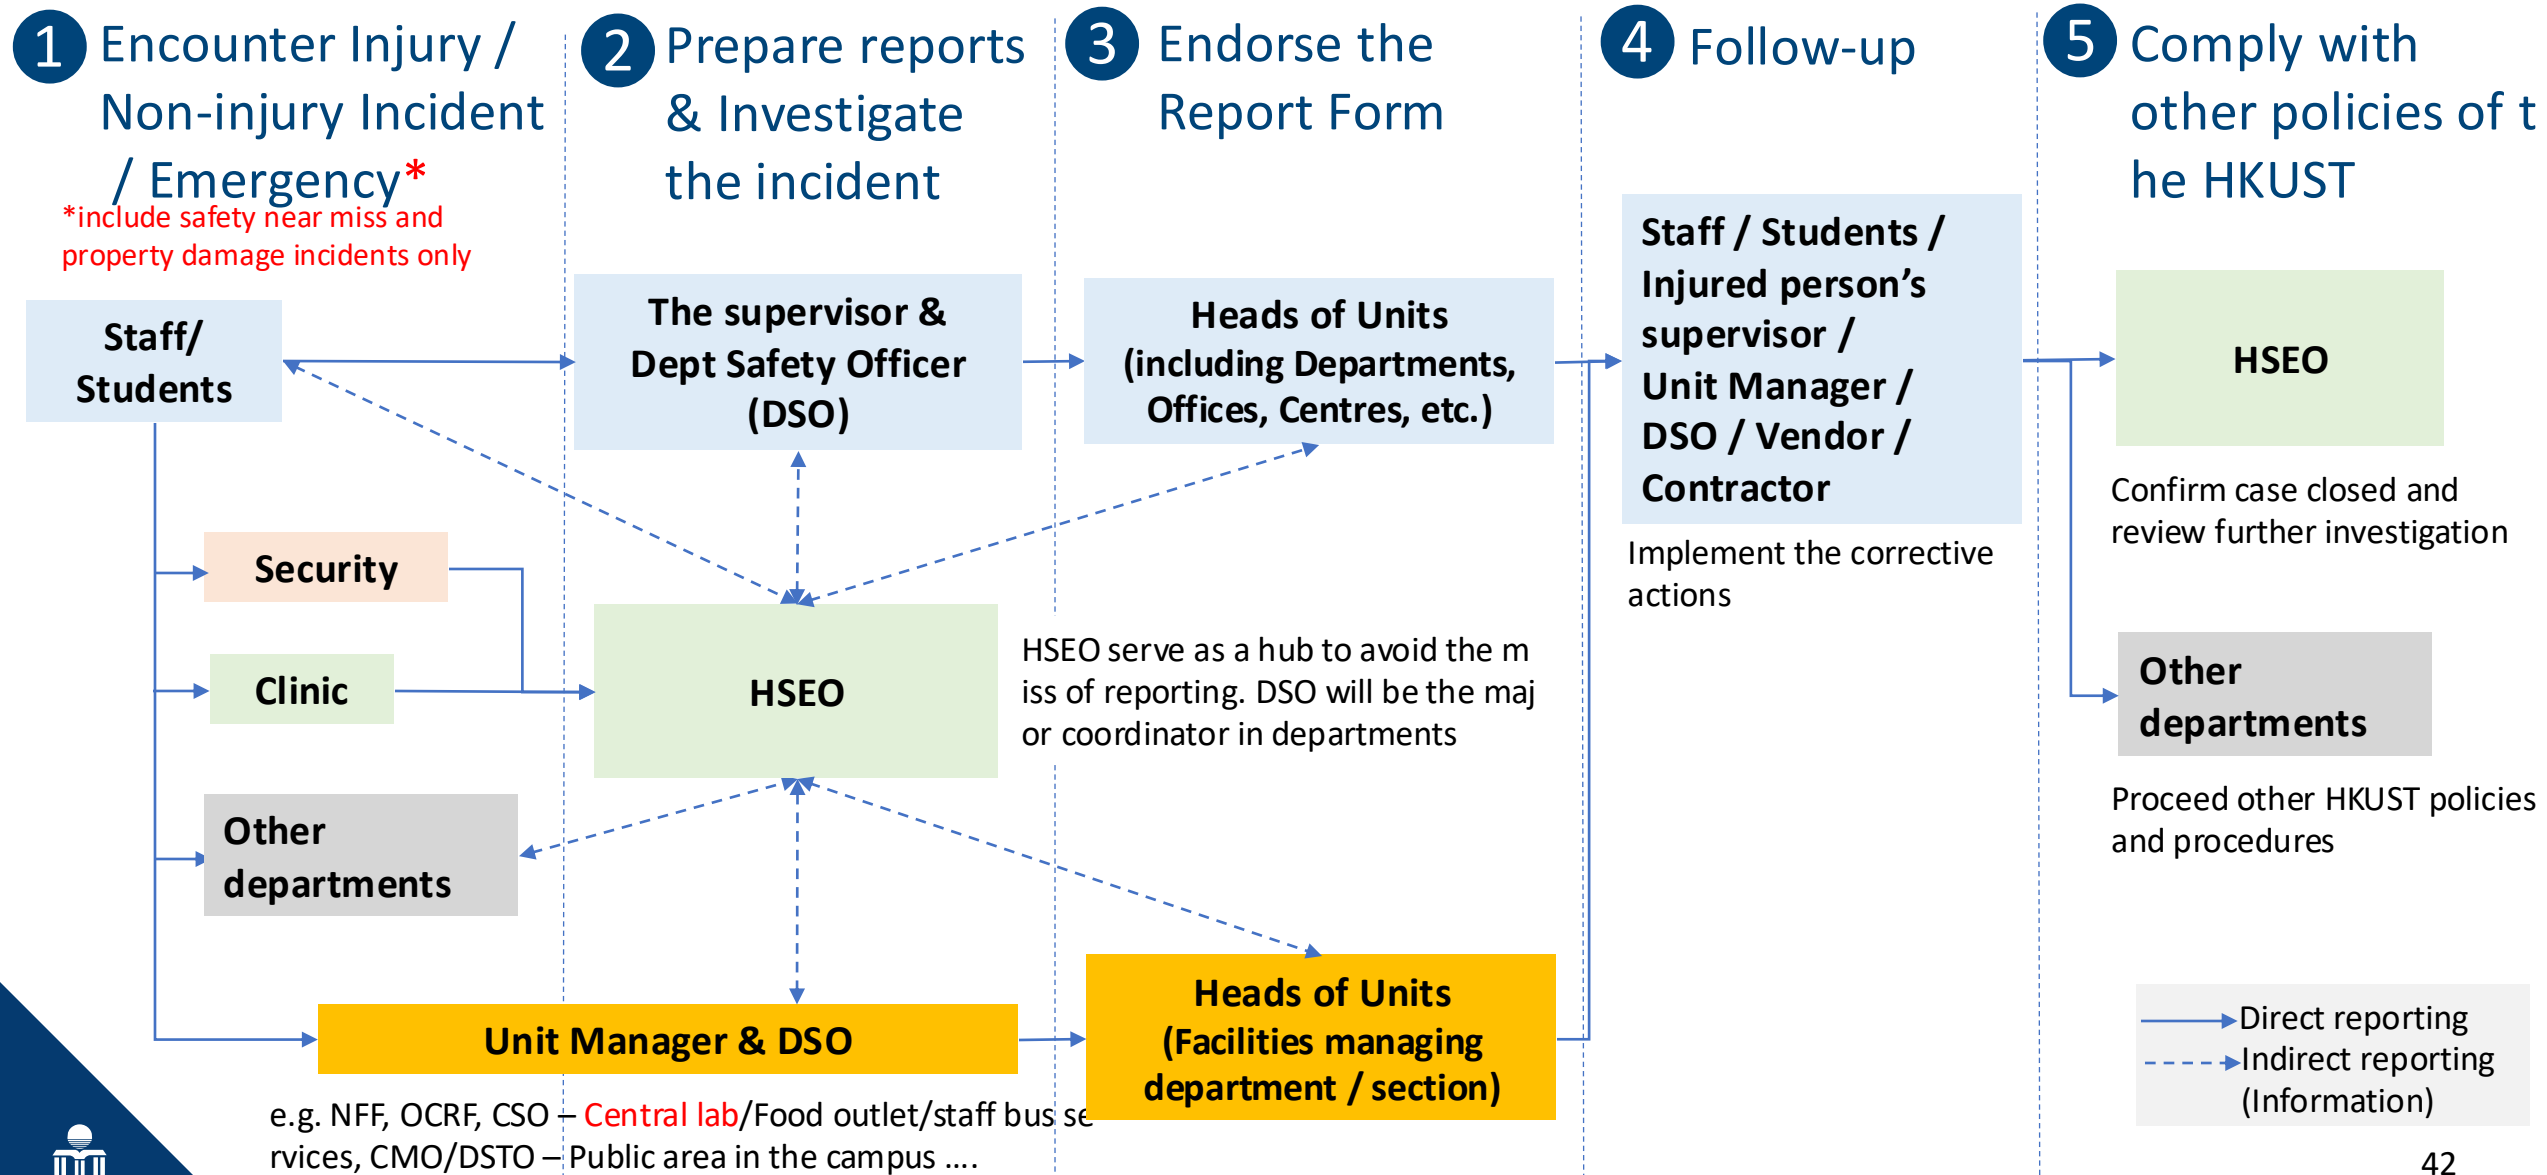 1 Encounter Injury /
Non-injury Incident
/ Emergency*
*include safety near miss and
property damage incidents only
2 Prepare reports
& Investigate
the incident
3 Endorse the
Report Form
4 Follow-up
5 Comply with
other policies of t
he HKUST
Staff/
Students
The supervisor &
Dept Safety Officer
(DSO)
Heads of Units
(including Departments,
Offices, Centres, etc.)
Staff / Students /
Injured person’s
supervisor /
Unit Manager /
DSO / Vendor /
Contractor
Implement the corrective
actions
HSEO
Confirm case closed and
review further investigation
Security
Clinic
Other
departments
HSEO
HSEO serve as a hub to avoid the m
iss of reporting. DSO will be the maj
or coordinator in departments
Other
departments
Proceed other HKUST policies
and procedures
Unit Manager & DSO
Heads of Units
(Facilities managing
department / section)
e.g. NFF, OCRF, CSO – Central lab/Food outlet/staff bus se
rvices, CMO/DSTO – Public area in the campus ....
Direct reporting
Indirect reporting
(Information)
42